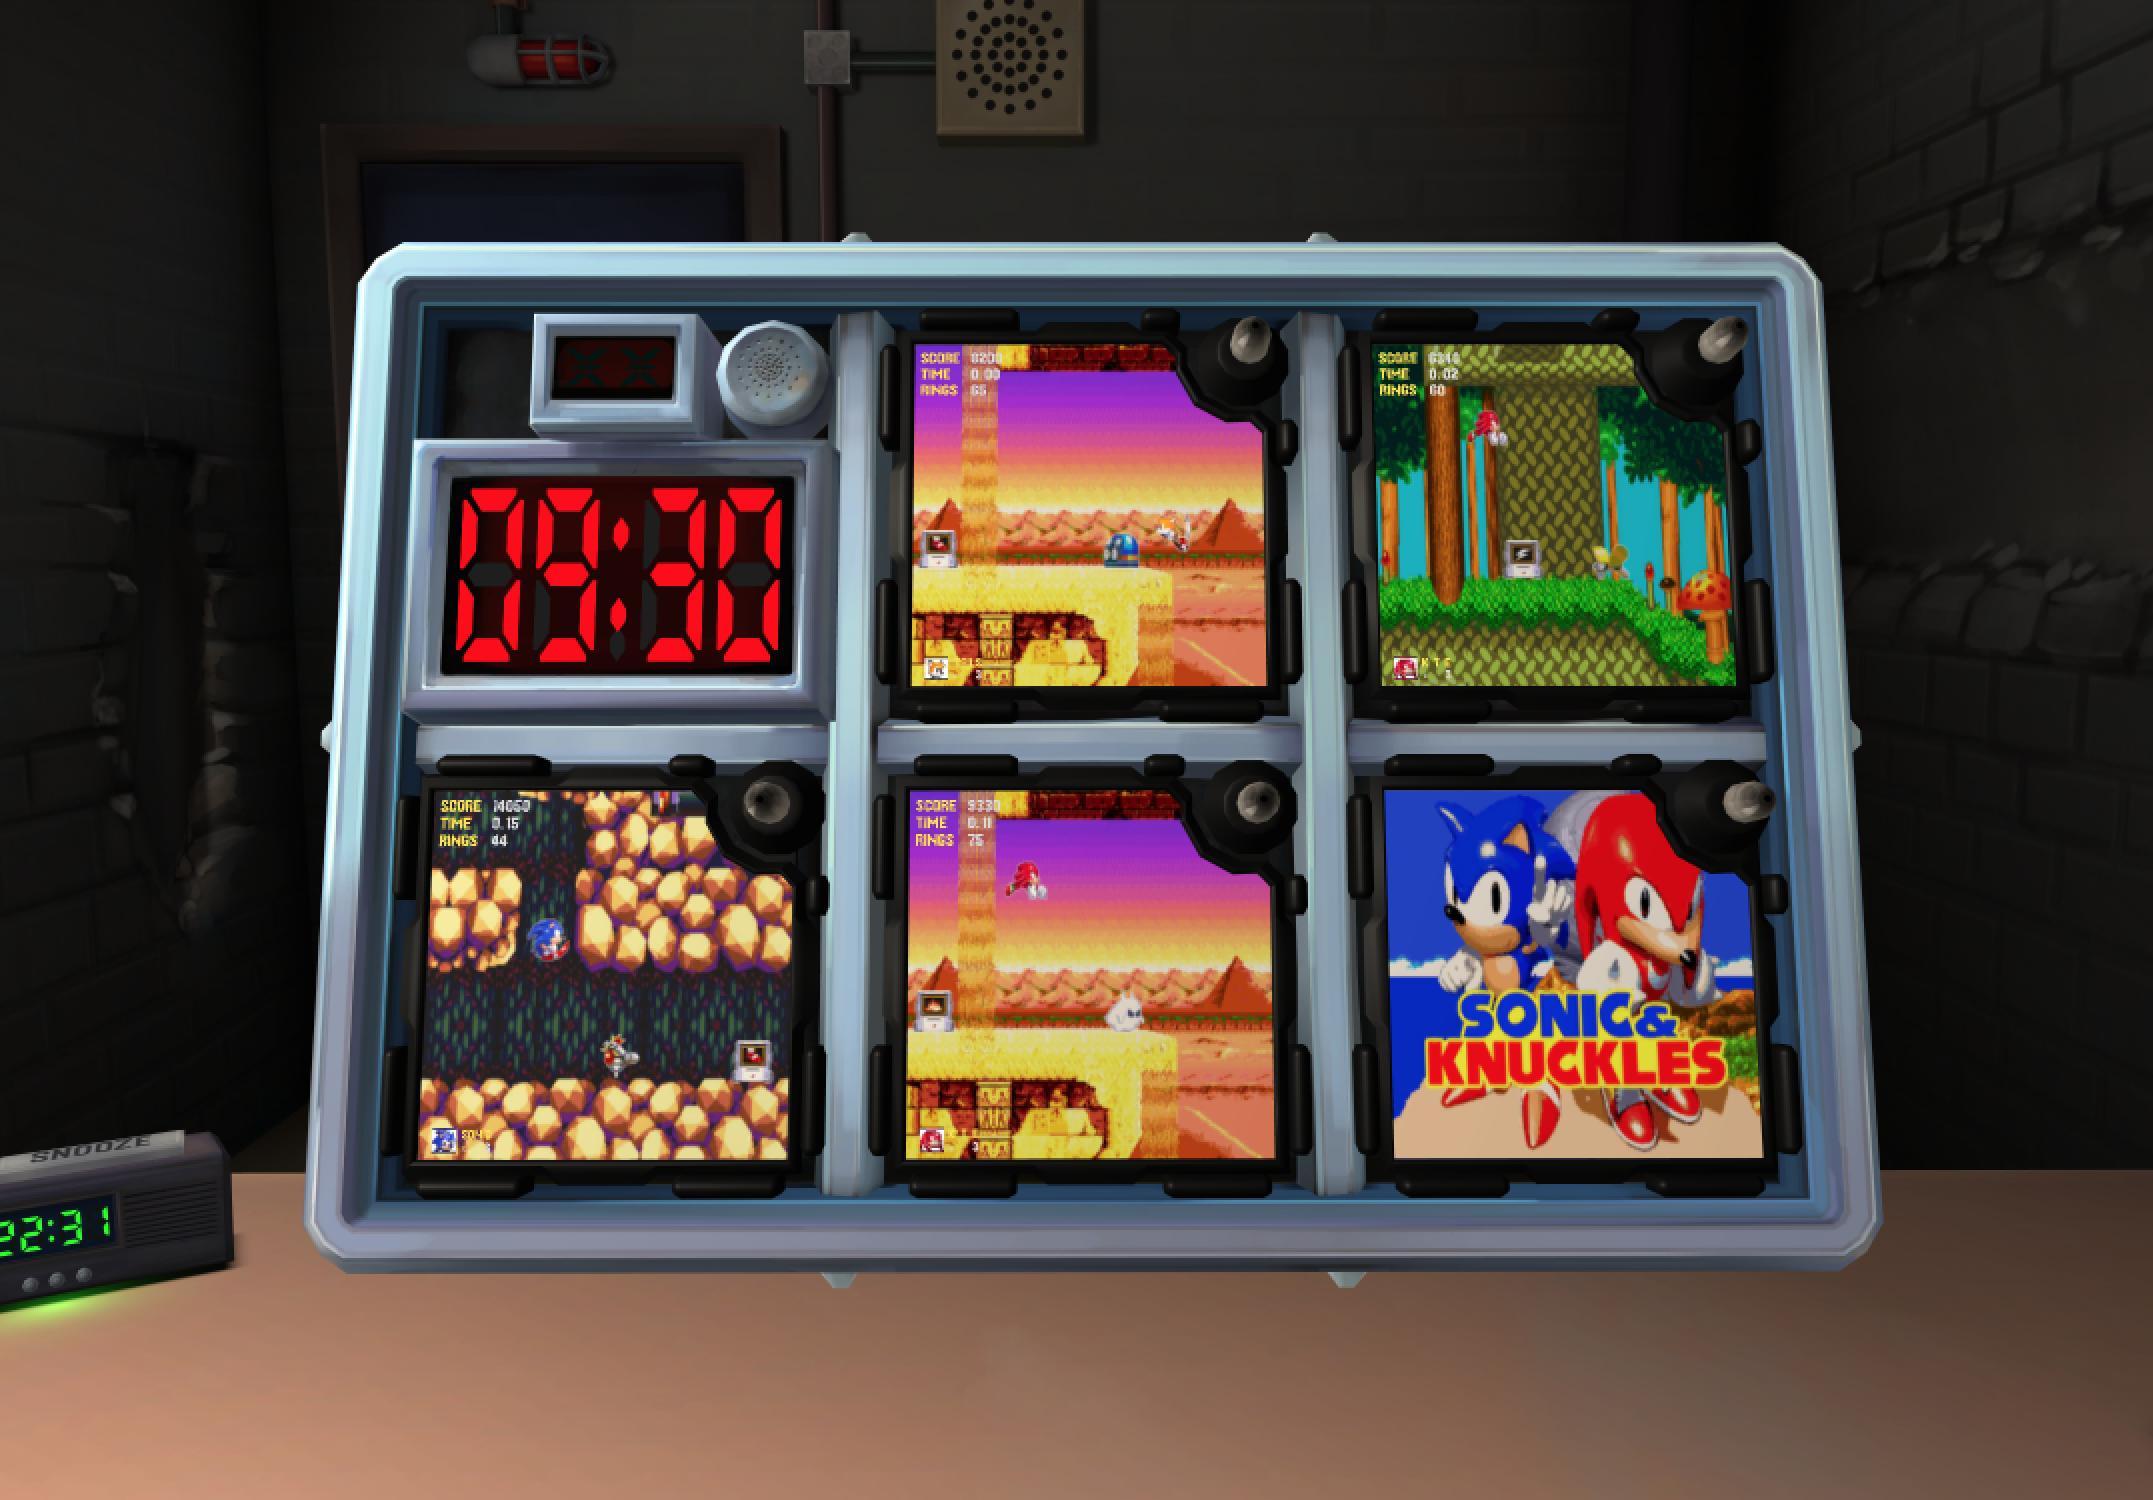 09:30
SCORE 8200
TIME 0:00
RINGS 65
SCORE 6340
TIME 0:02
RINGS 60
SCORE 14060
TIME 0:15
RINGS 44
SCORE 9330
TIME 0:11
RINGS 75
SONIC &
KNUCKLES
SNOOZE
22:31